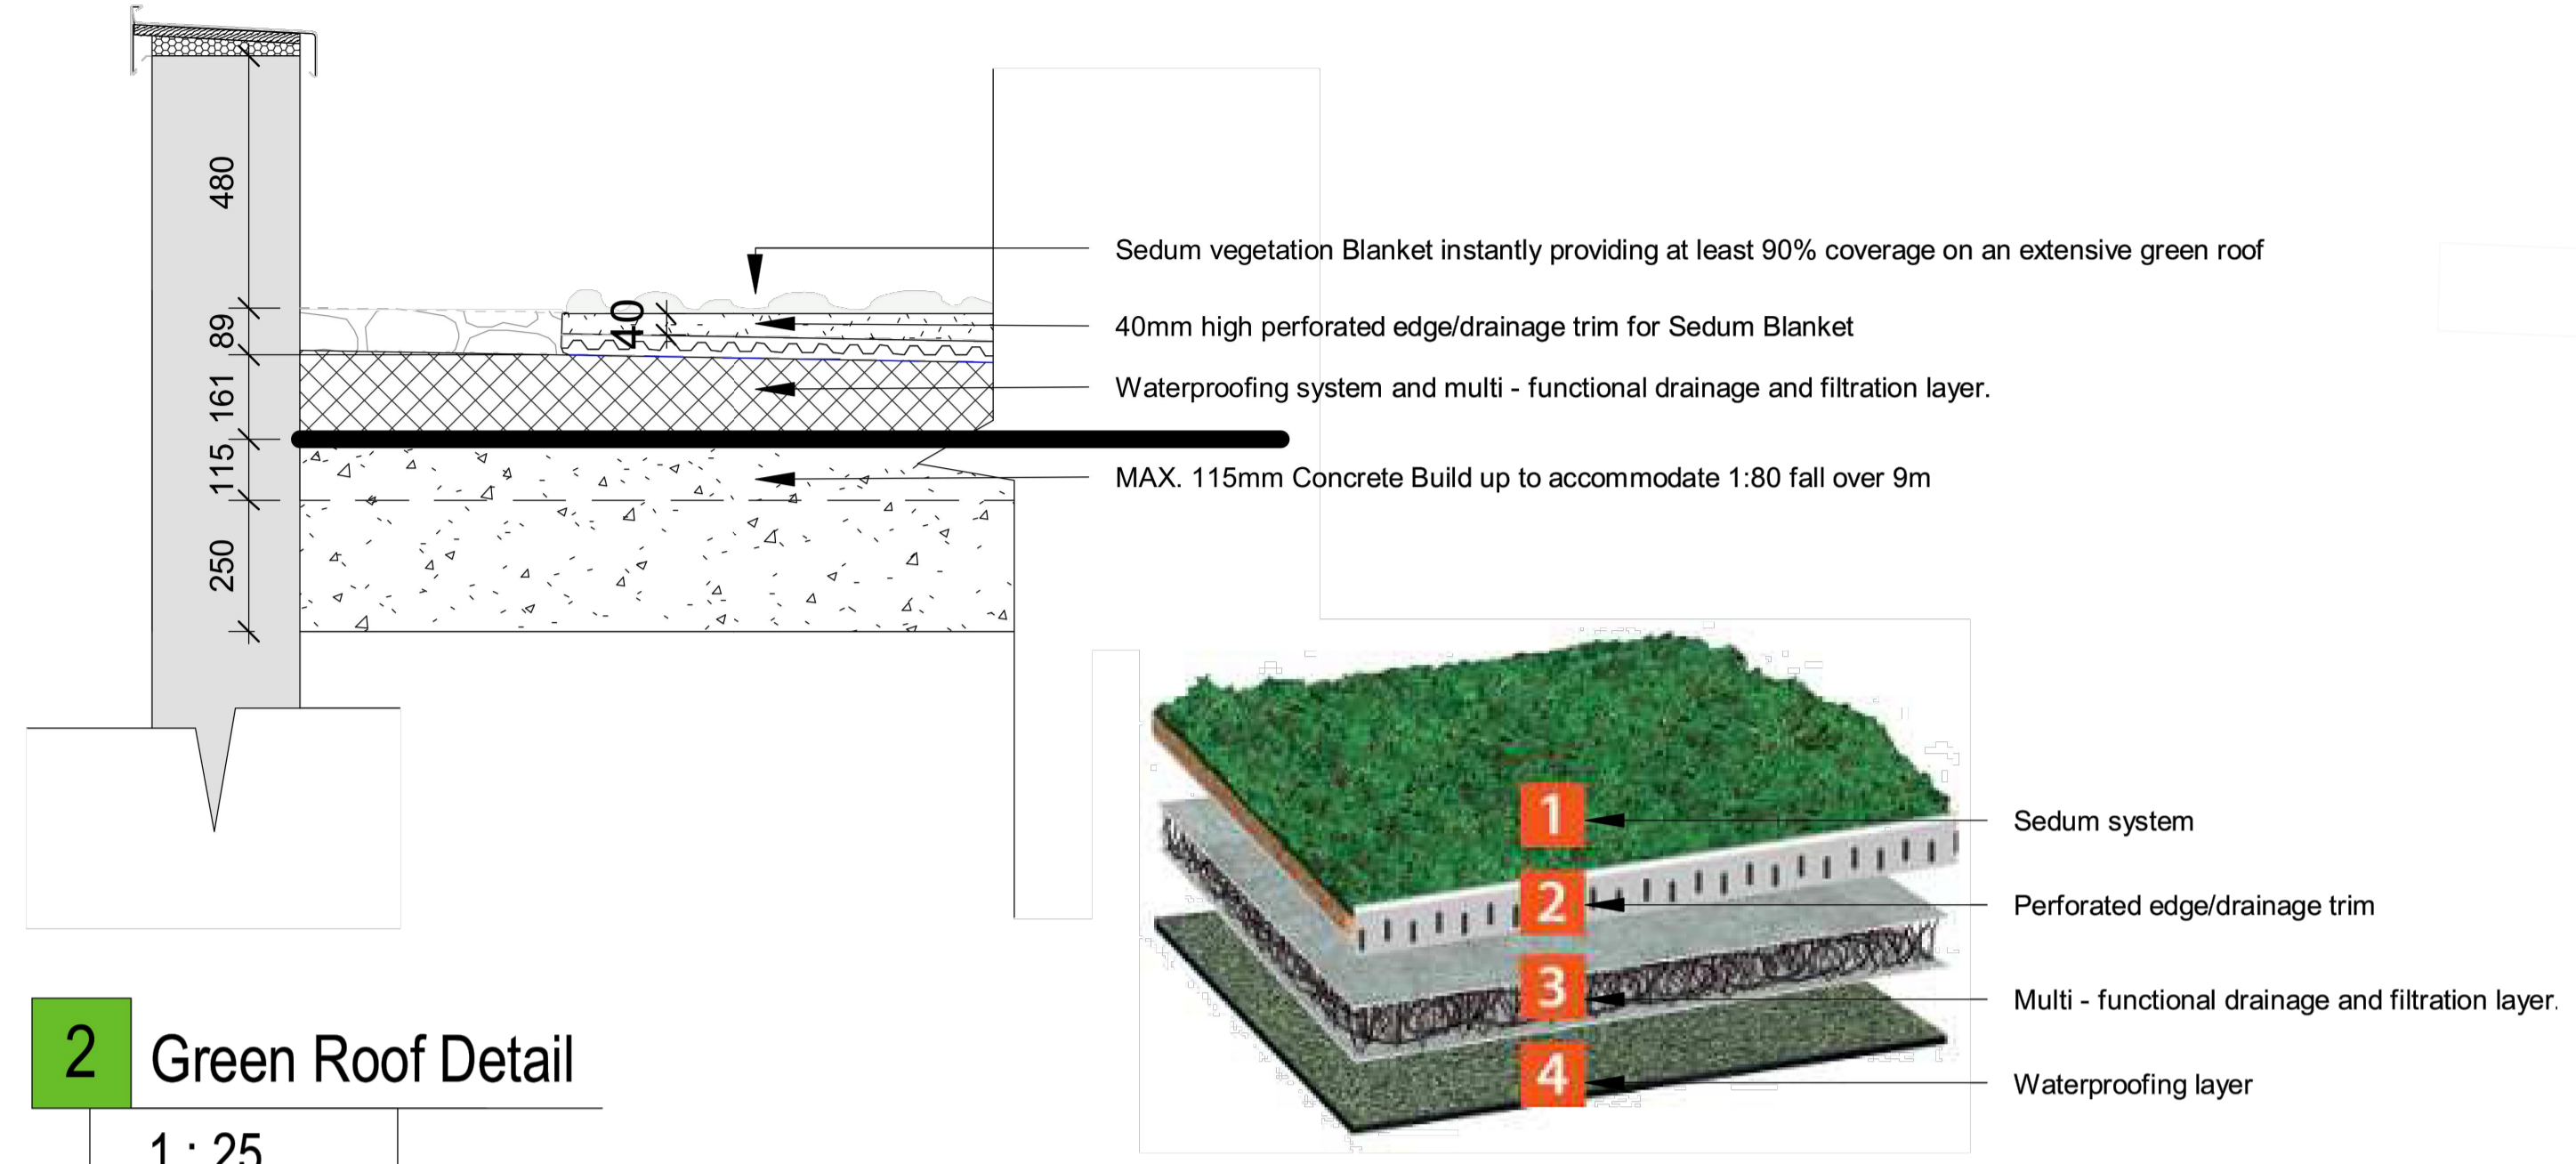 480
89
161
115
250
40
Sedum vegetation Blanket instantly providing at least 90% coverage on an extensive green roof
40mm high perforated edge/drainage trim for Sedum Blanket
Waterproofing system and multi - functional drainage and filtration layer.
MAX. 115mm Concrete Build up to accommodate 1:80 fall over 9m
1
Sedum system
2
Perforated edge/drainage trim
3
Multi - functional drainage and filtration layer.
4
Waterproofing layer
2
Green Roof Detail
1 : 25